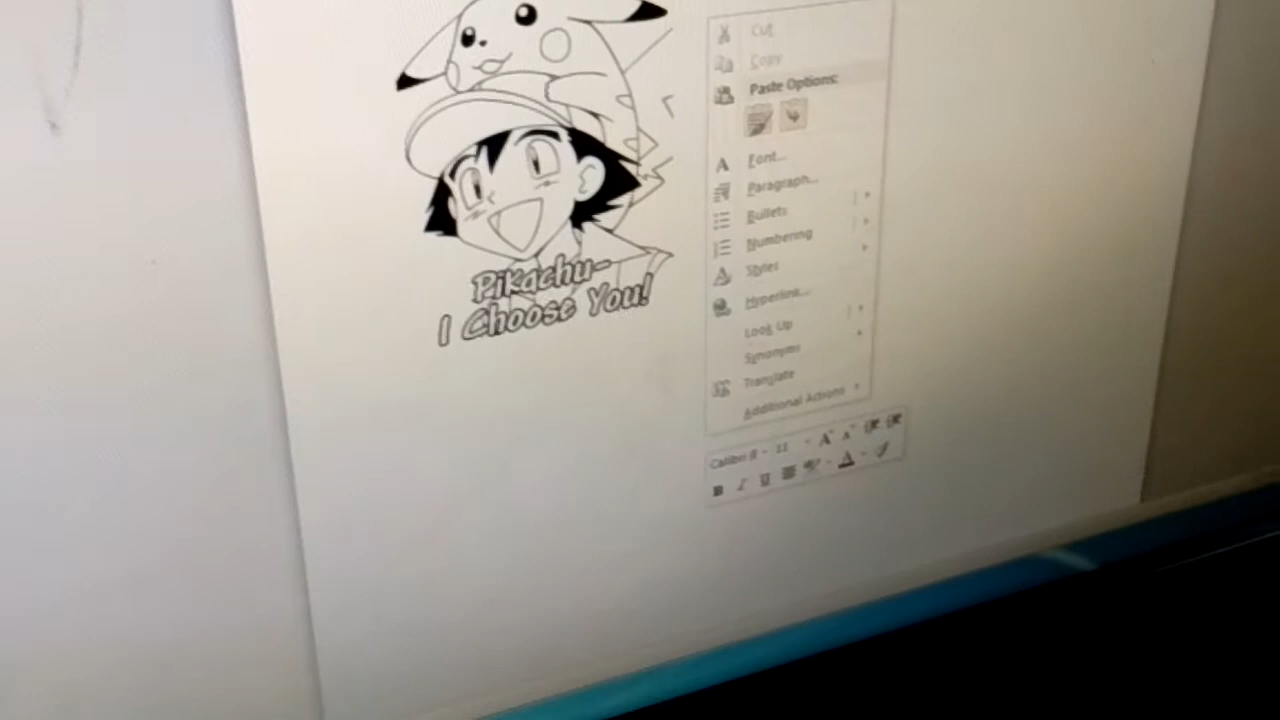 Pikachu-
I Choose You!
Cut
Copy
Paste Options:
Font...
Paragraph...
Bullets
Numbering
Styles
Hyperlink...
Look Up
Synonyms
Translate
Additional Actions
11
B I U